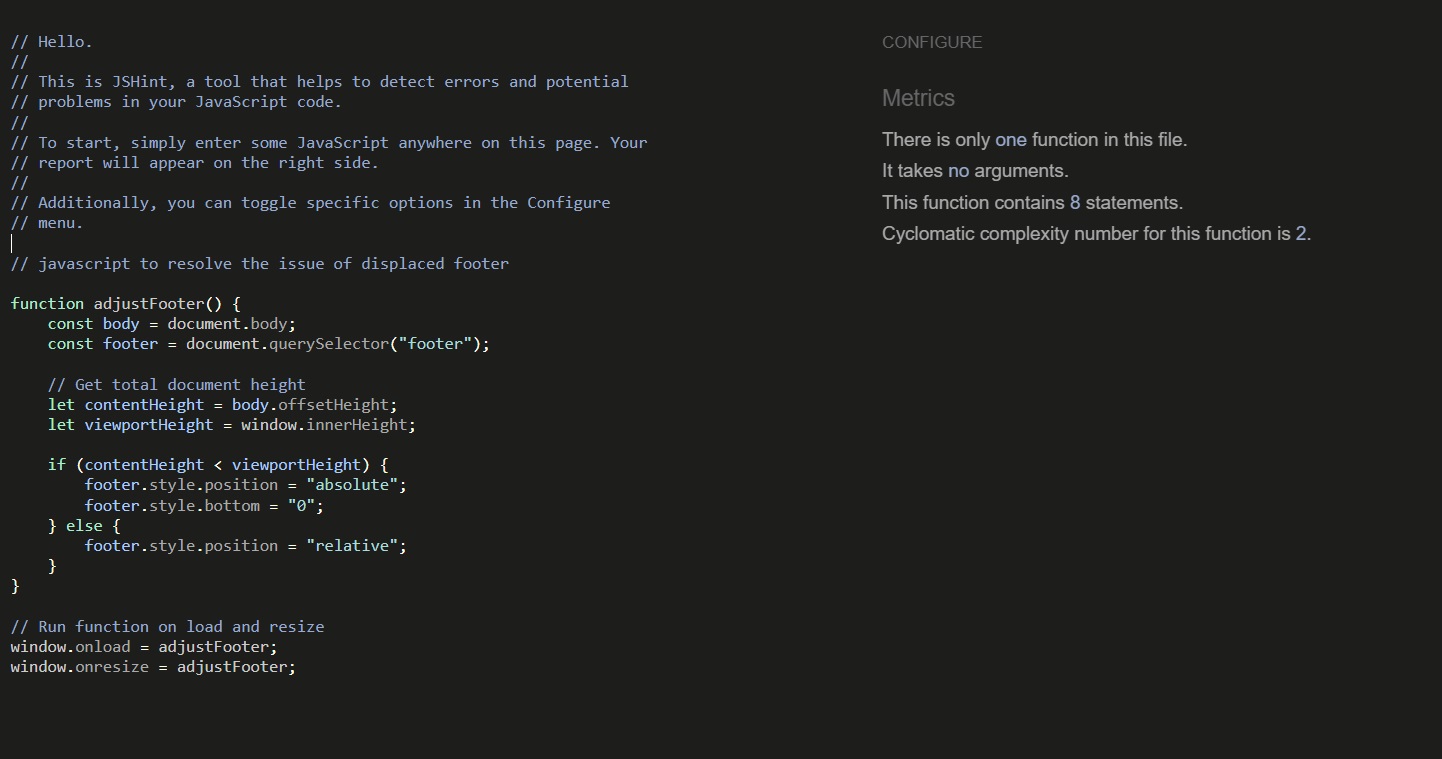 // Hello.
//
// This is JSHint, a tool that helps to detect errors and potential
// problems in your JavaScript code.
//
// To start, simply enter some JavaScript anywhere on this page. Your
// report will appear on the right side.
//
// Additionally, you can toggle specific options in the Configure
// menu.
// javascript to resolve the issue of displaced footer
function adjustFooter() {
    const body = document.body;
    const footer = document.querySelector("footer");
    // Get total document height
    let contentHeight = body.offsetHeight;
    let viewportHeight = window.innerHeight;
    if (contentHeight < viewportHeight) {
        footer.style.position = "absolute";
        footer.style.bottom = "0";
    } else {
        footer.style.position = "relative";
    }
}
// Run function on load and resize
window.onload = adjustFooter;
window.onresize = adjustFooter;
CONFIGURE
Metrics
There is only one function in this file.
It takes no arguments.
This function contains 8 statements.
Cyclomatic complexity number for this function is 2.